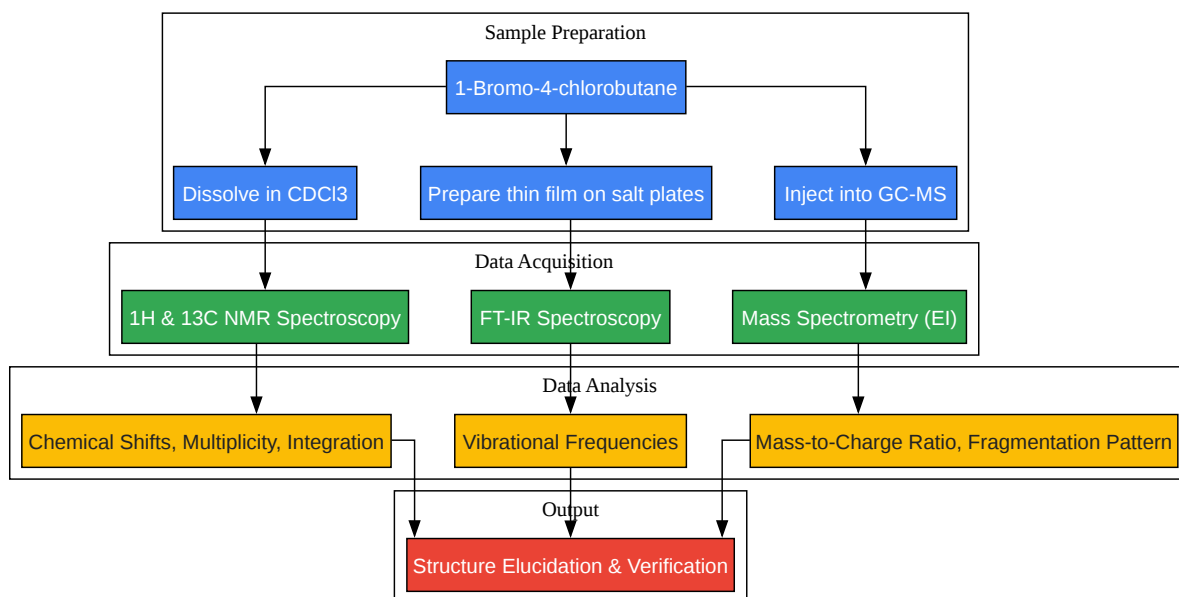 Sample Preparation
1-Bromo-4-chlorobutane
Dissolve in CDCl3
Prepare thin film on salt plates
Inject into GC-MS
Data Acquisition
1H & 13C NMR Spectroscopy
FT-IR Spectroscopy
Mass Spectrometry (EI)
Data Analysis
Chemical Shifts, Multiplicity, Integration
Vibrational Frequencies
Mass-to-Charge Ratio, Fragmentation Pattern
Output
Structure Elucidation & Verification